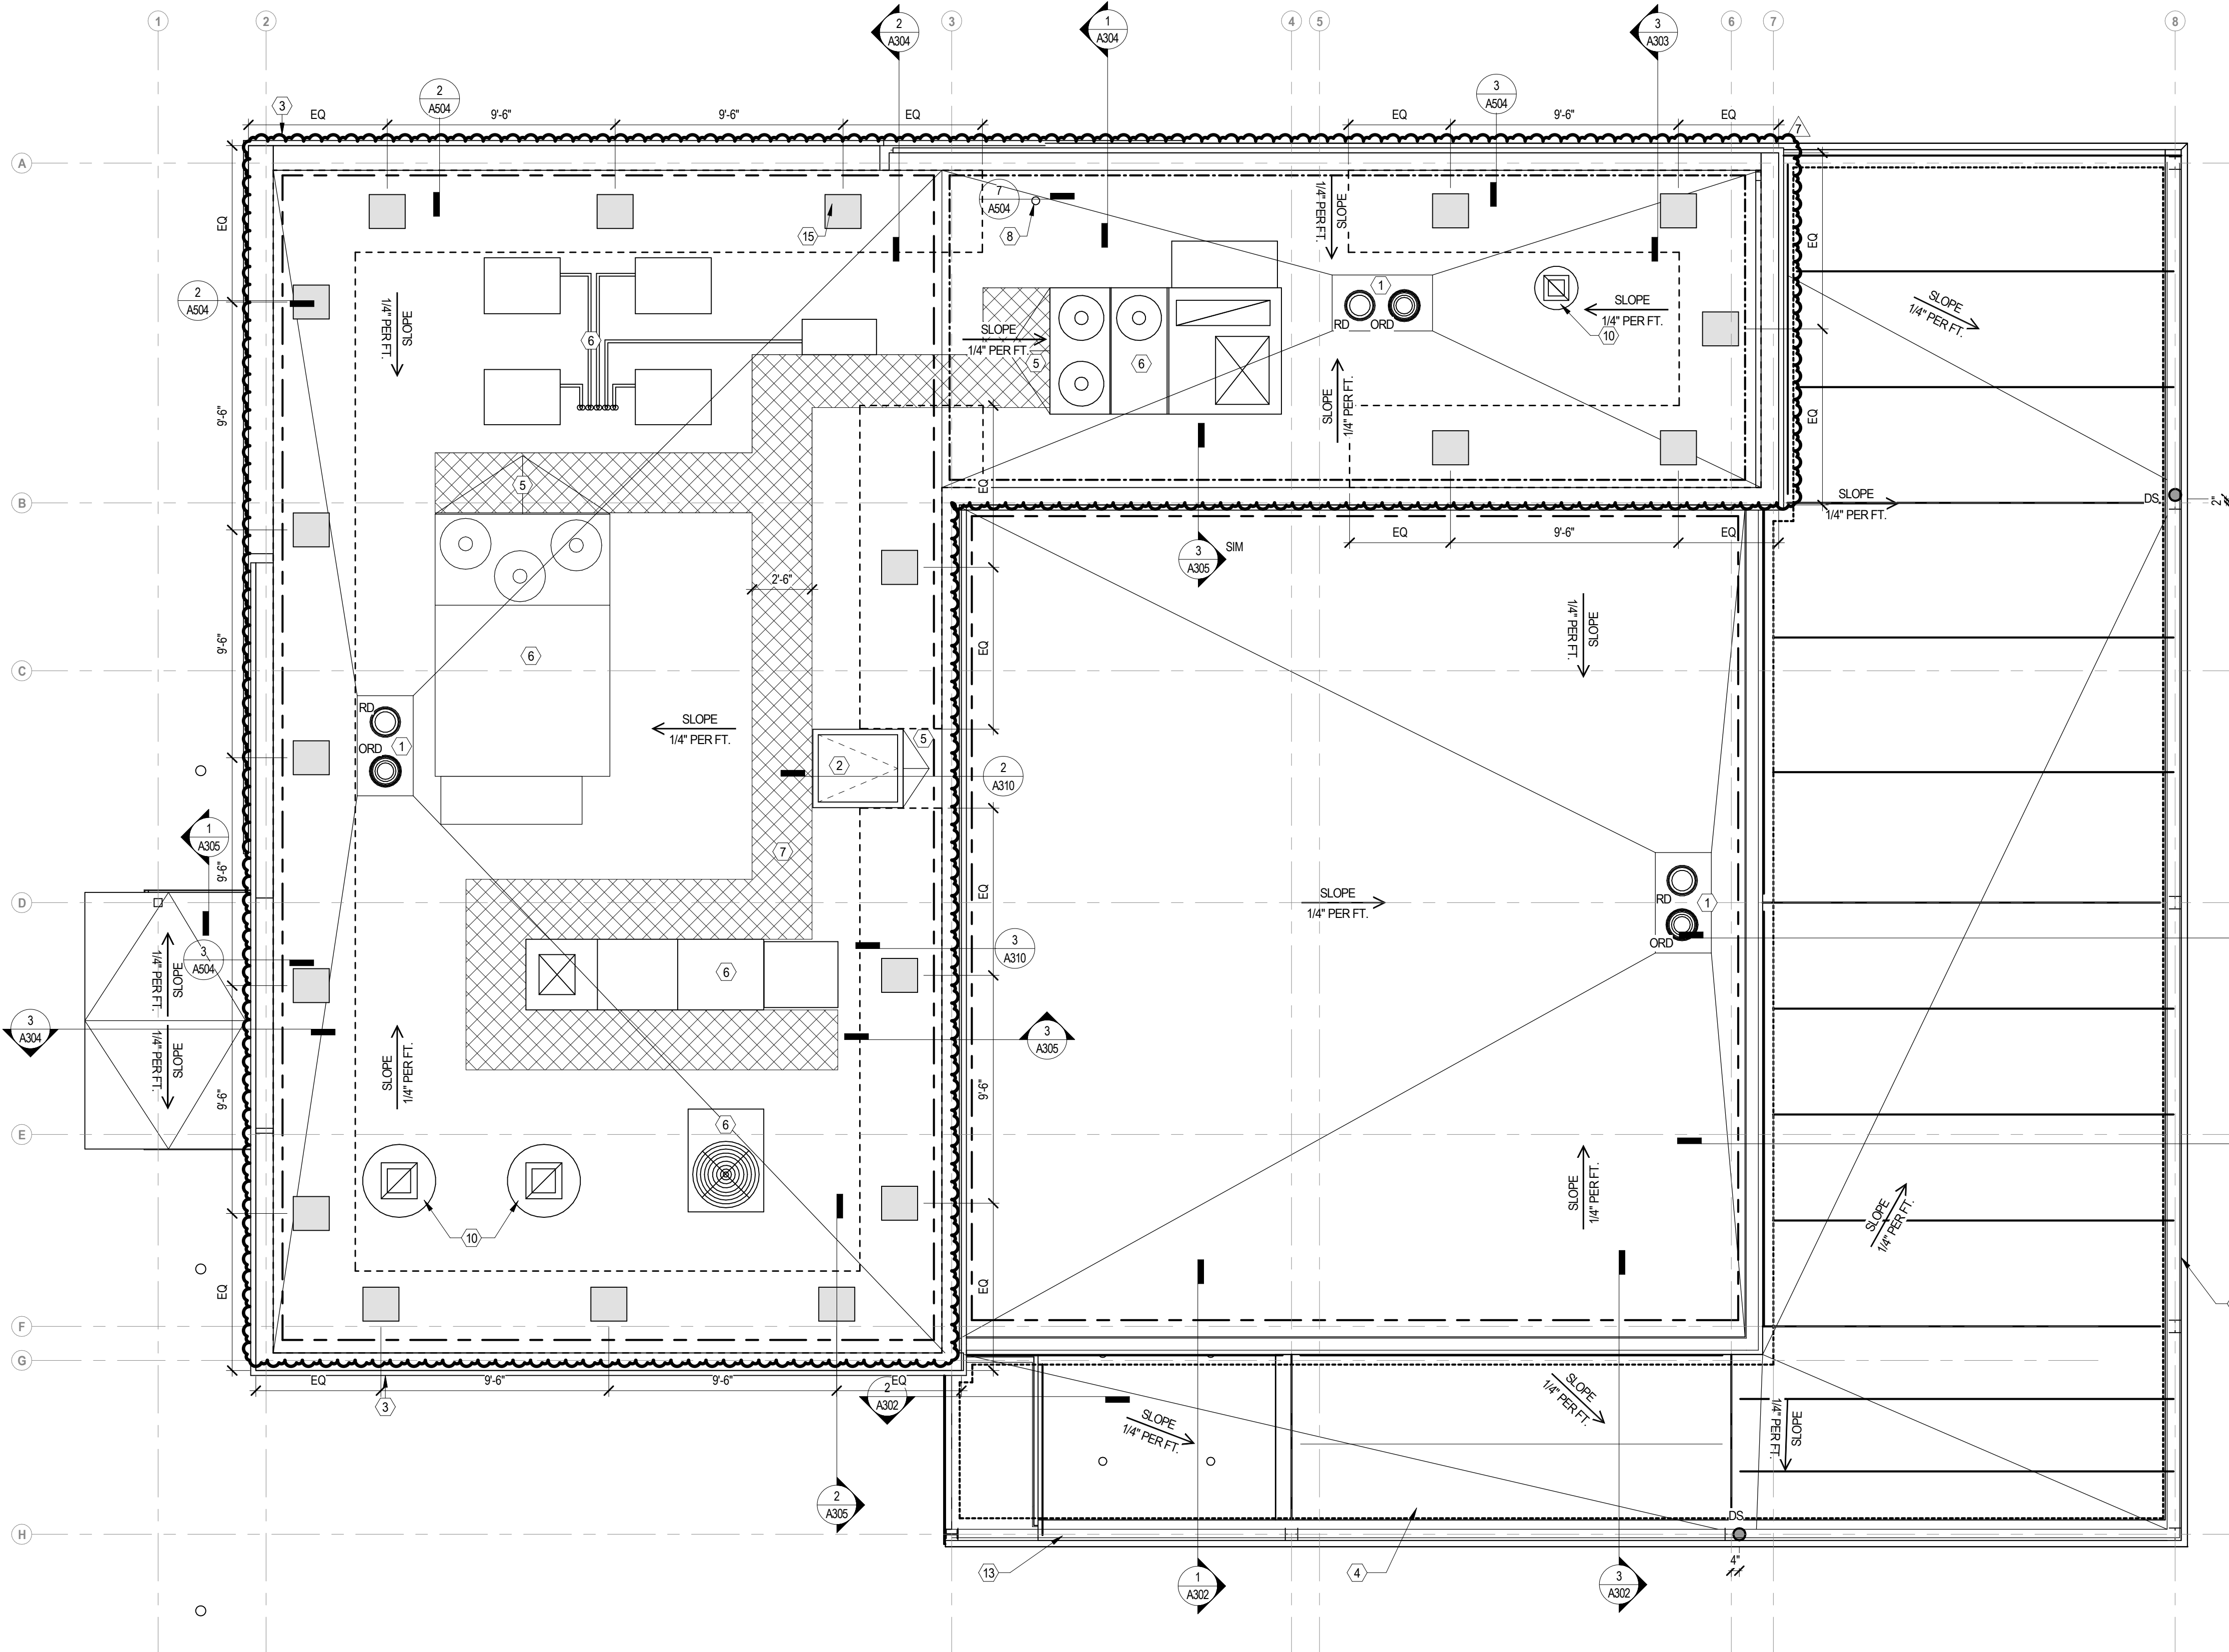 1
2
3
4
5
6
7
8
2
A304
1
A304
3
A303
2
A504
3
A504
3
EQ
9'-6"
9'-6"
EQ
EQ
9'-6"
EQ
7
A
EQ
7
A504
8
15
1/4" PER FT.
SLOPE
EQ
2
A504
1/4" PER FT.
SLOPE
6
SLOPE
1/4" PER FT.
5
6
1
RD
ORD
SLOPE
1/4" PER FT.
10
SLOPE
1/4" PER FT.
SLOPE
1/4" PER FT.
9'-6"
EQ
B
5
EQ
SLOPE
1/4" PER FT.
DS
2"
EQ
9'-6"
EQ
3
A305
SIM
2'-6"
9'-6"
C
6
EQ
1/4" PER FT.
SLOPE
RD
ORD
1
SLOPE
1/4" PER FT.
5
2
2
A310
1
A305
7
9'-6"
D
EQ
SLOPE
1/4" PER FT.
RD
ORD
1
3
A504
1/4" PER FT.
SLOPE
6
3
A310
3
A304
1/4" PER FT.
SLOPE
3
A305
SLOPE
1/4" PER FT.
9'-6"
9'-6"
E
6
SLOPE
1/4" PER FT.
SLOPE
1/4" PER FT.
10
EQ
EQ
F
G
EQ
9'-6"
9'-6"
EQ
3
2
A302
SLOPE
1/4" PER FT.
SLOPE
1/4" PER FT.
1/4" PER FT.
SLOPE
2
A305
H
DS
4"
13
4
1
A302
3
A302